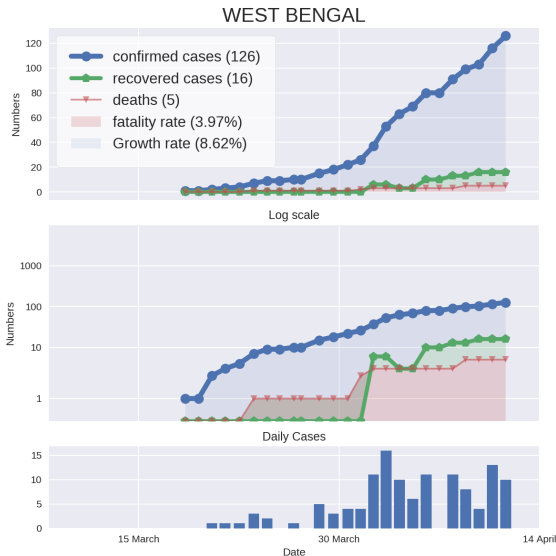 WEST BENGAL
120
100
80
60
40
20
0
Numbers
confirmed cases (126)
recovered cases (16)
deaths (5)
fatality rate (3.97%)
Growth rate (8.62%)
Log scale
1000
100
10
1
Numbers
Daily Cases
15
10
5
0
15 March
30 March
14 April
Date